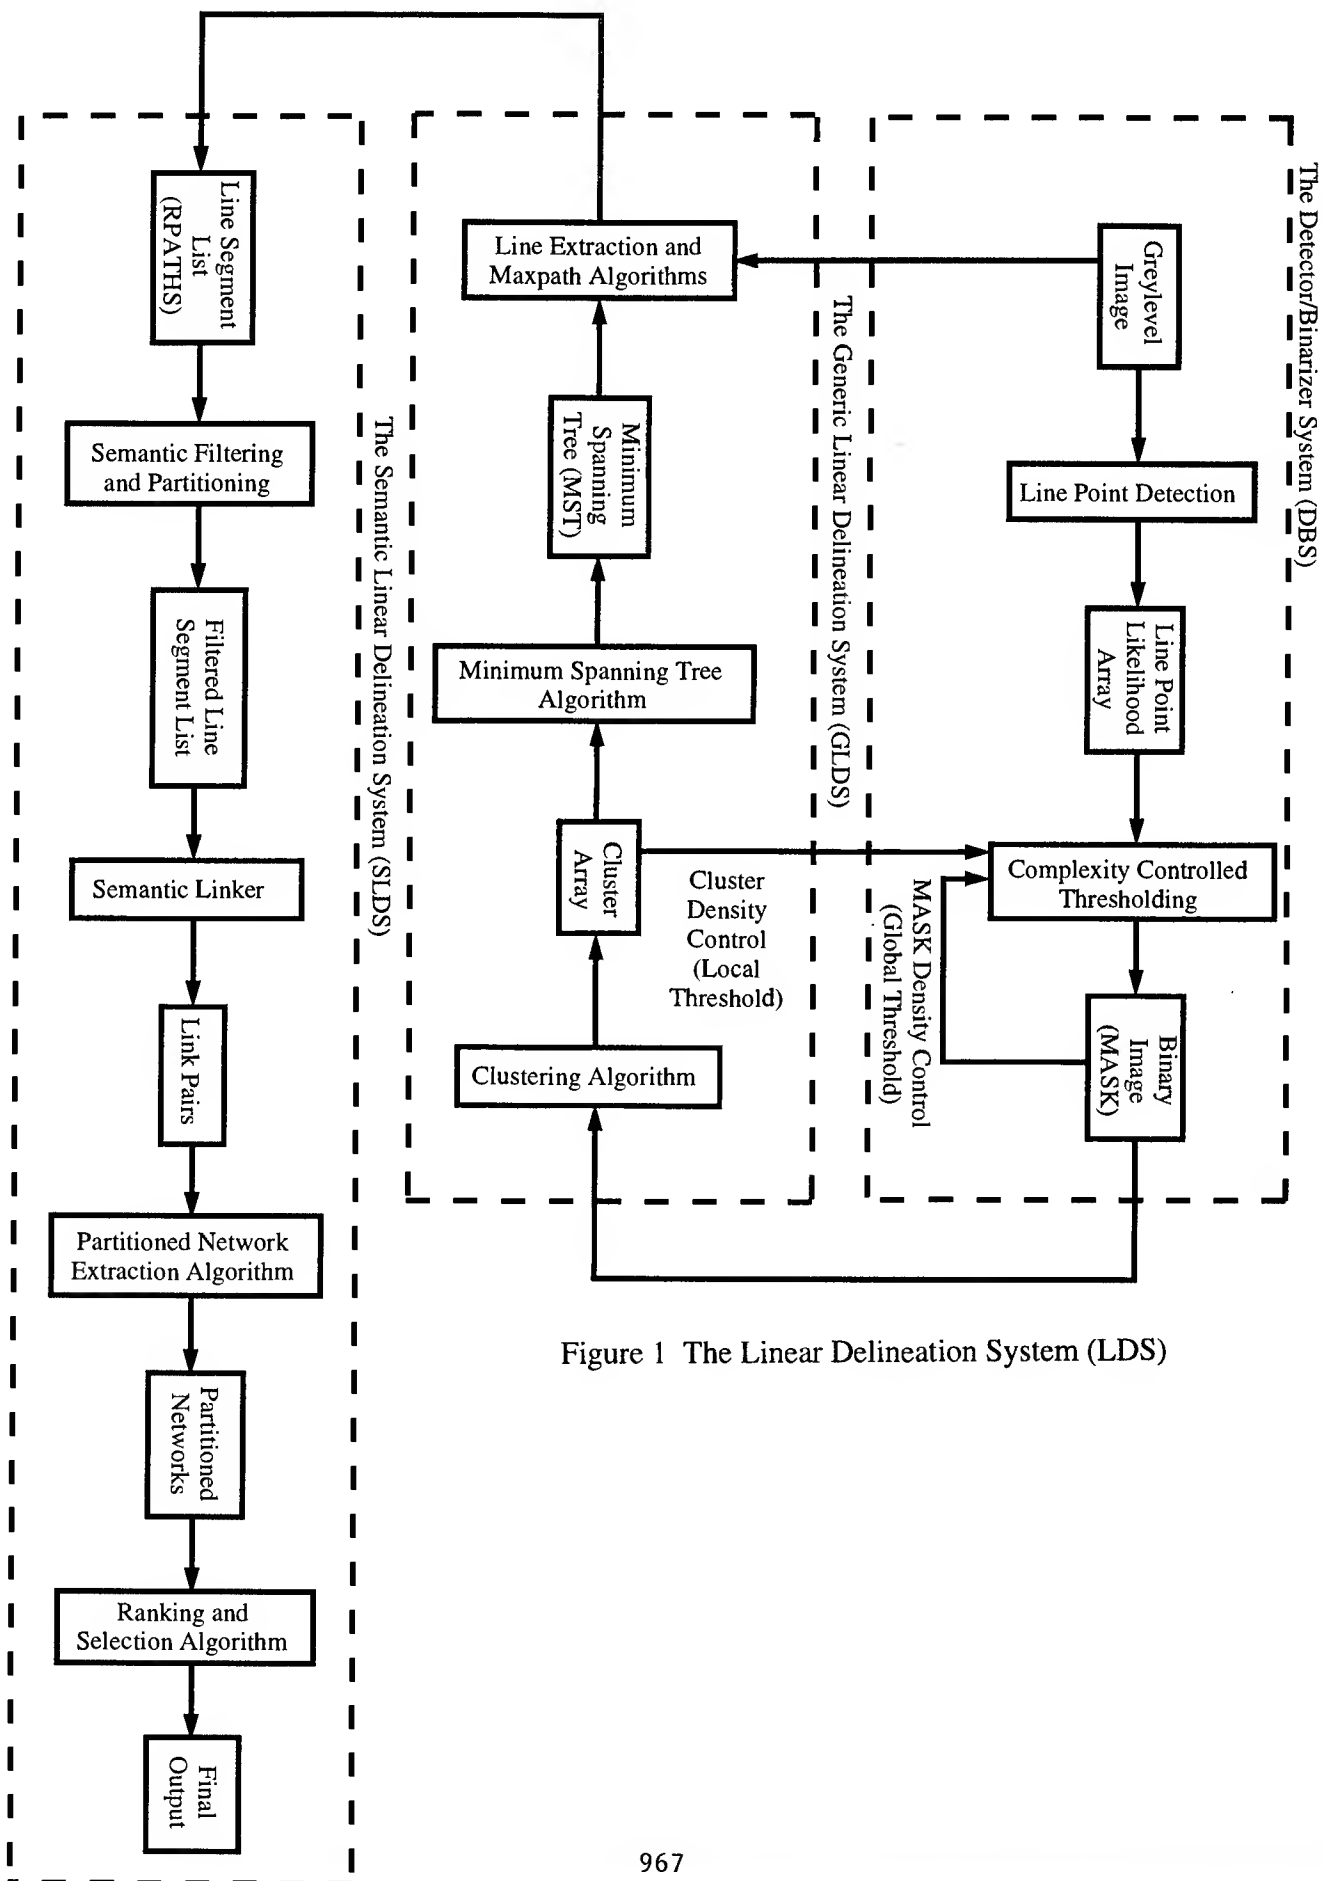 The Detector/Binarizer System (DBS)
Greylevel
Image
Line Point Detection
Line Point
Likelihood
Array
Complexity Controlled
Thresholding
MASK Density Control
(Global Threshold)
Binary
Image
(MASK)
The Generic Linear Delineation System (GLDS)
Clustering Algorithm
Cluster
Array
Cluster
Density
Control
(Local
Threshold)
Minimum Spanning Tree
Algorithm
Minimum
Spanning
Tree (MST)
Line Extraction and
Maxpath Algorithms
The Semantic Linear Delineation System (SLDS)
Line Segment
List
(RPATHS)
Semantic Filtering
and Partitioning
Filtered Line
Segment List
Semantic Linker
Link Pairs
Partitioned Network
Extraction Algorithm
Partitioned
Networks
Ranking and
Selection Algorithm
Final
Output
Figure 1 The Linear Delineation System (LDS)
967